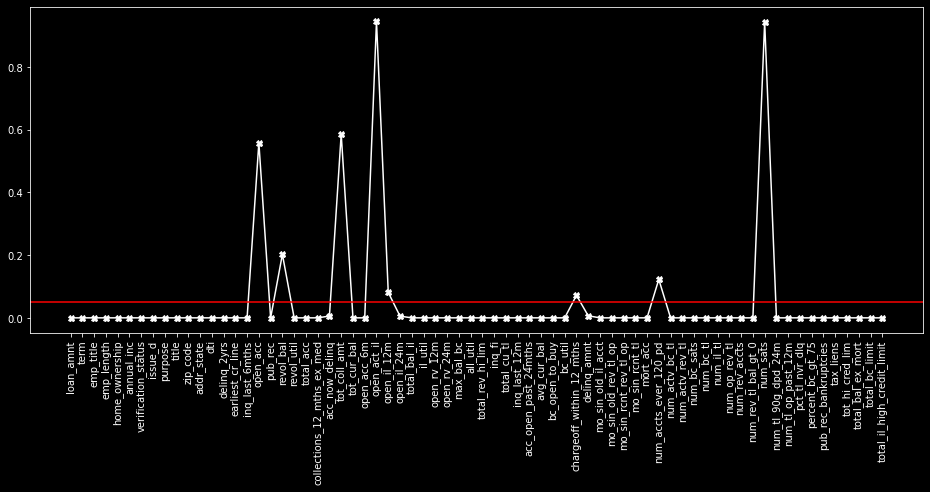 0.8
0.6
0.4
0.2
0.0
loan_amnt
term
emp_title
emp_length
home_ownership
annual_inc
verification_status
issue_d
purpose
title
zip_code
addr_state
dti
delinq_2yrs
earliest_cr_line
inq_last_6mths
open_acc
pub_rec
revol_bal
revol_util
total_acc
collections_12_mths_ex_med
acc_now_delinq
tot_coll_amt
tot_cur_bal
open_acc_6m
open_act_il
open_il_12m
open_il_24m
total_bal_il
il_util
open_rv_12m
open_rv_24m
max_bal_bc
all_util
total_rev_hi_lim
inq_fi
total_cu_tl
inq_last_12m
acc_open_past_24mths
avg_cur_bal
bc_open_to_buy
bc_util
chargeoff_within_12_mths
delinq_amnt
mo_sin_old_il_acct
mo_sin_old_rev_tl_op
mo_sin_rcnt_rev_tl_op
mo_sin_rcnt_tl
mort_acc
num_accts_ever_120_pd
num_actv_bc_tl
num_actv_rev_tl
num_bc_sats
num_bc_tl
num_il_tl
num_op_rev_tl
num_rev_accts
num_rev_tl_bal_gt_0
num_sats
num_tl_90g_dpd_24m
num_tl_op_past_12m
pct_tl_nvr_dlq
percent_bc_gt_75
pub_rec_bankruptcies
tax_liens
tot_hi_cred_lim
total_bal_ex_mort
total_bc_limit
total_il_high_credit_limit